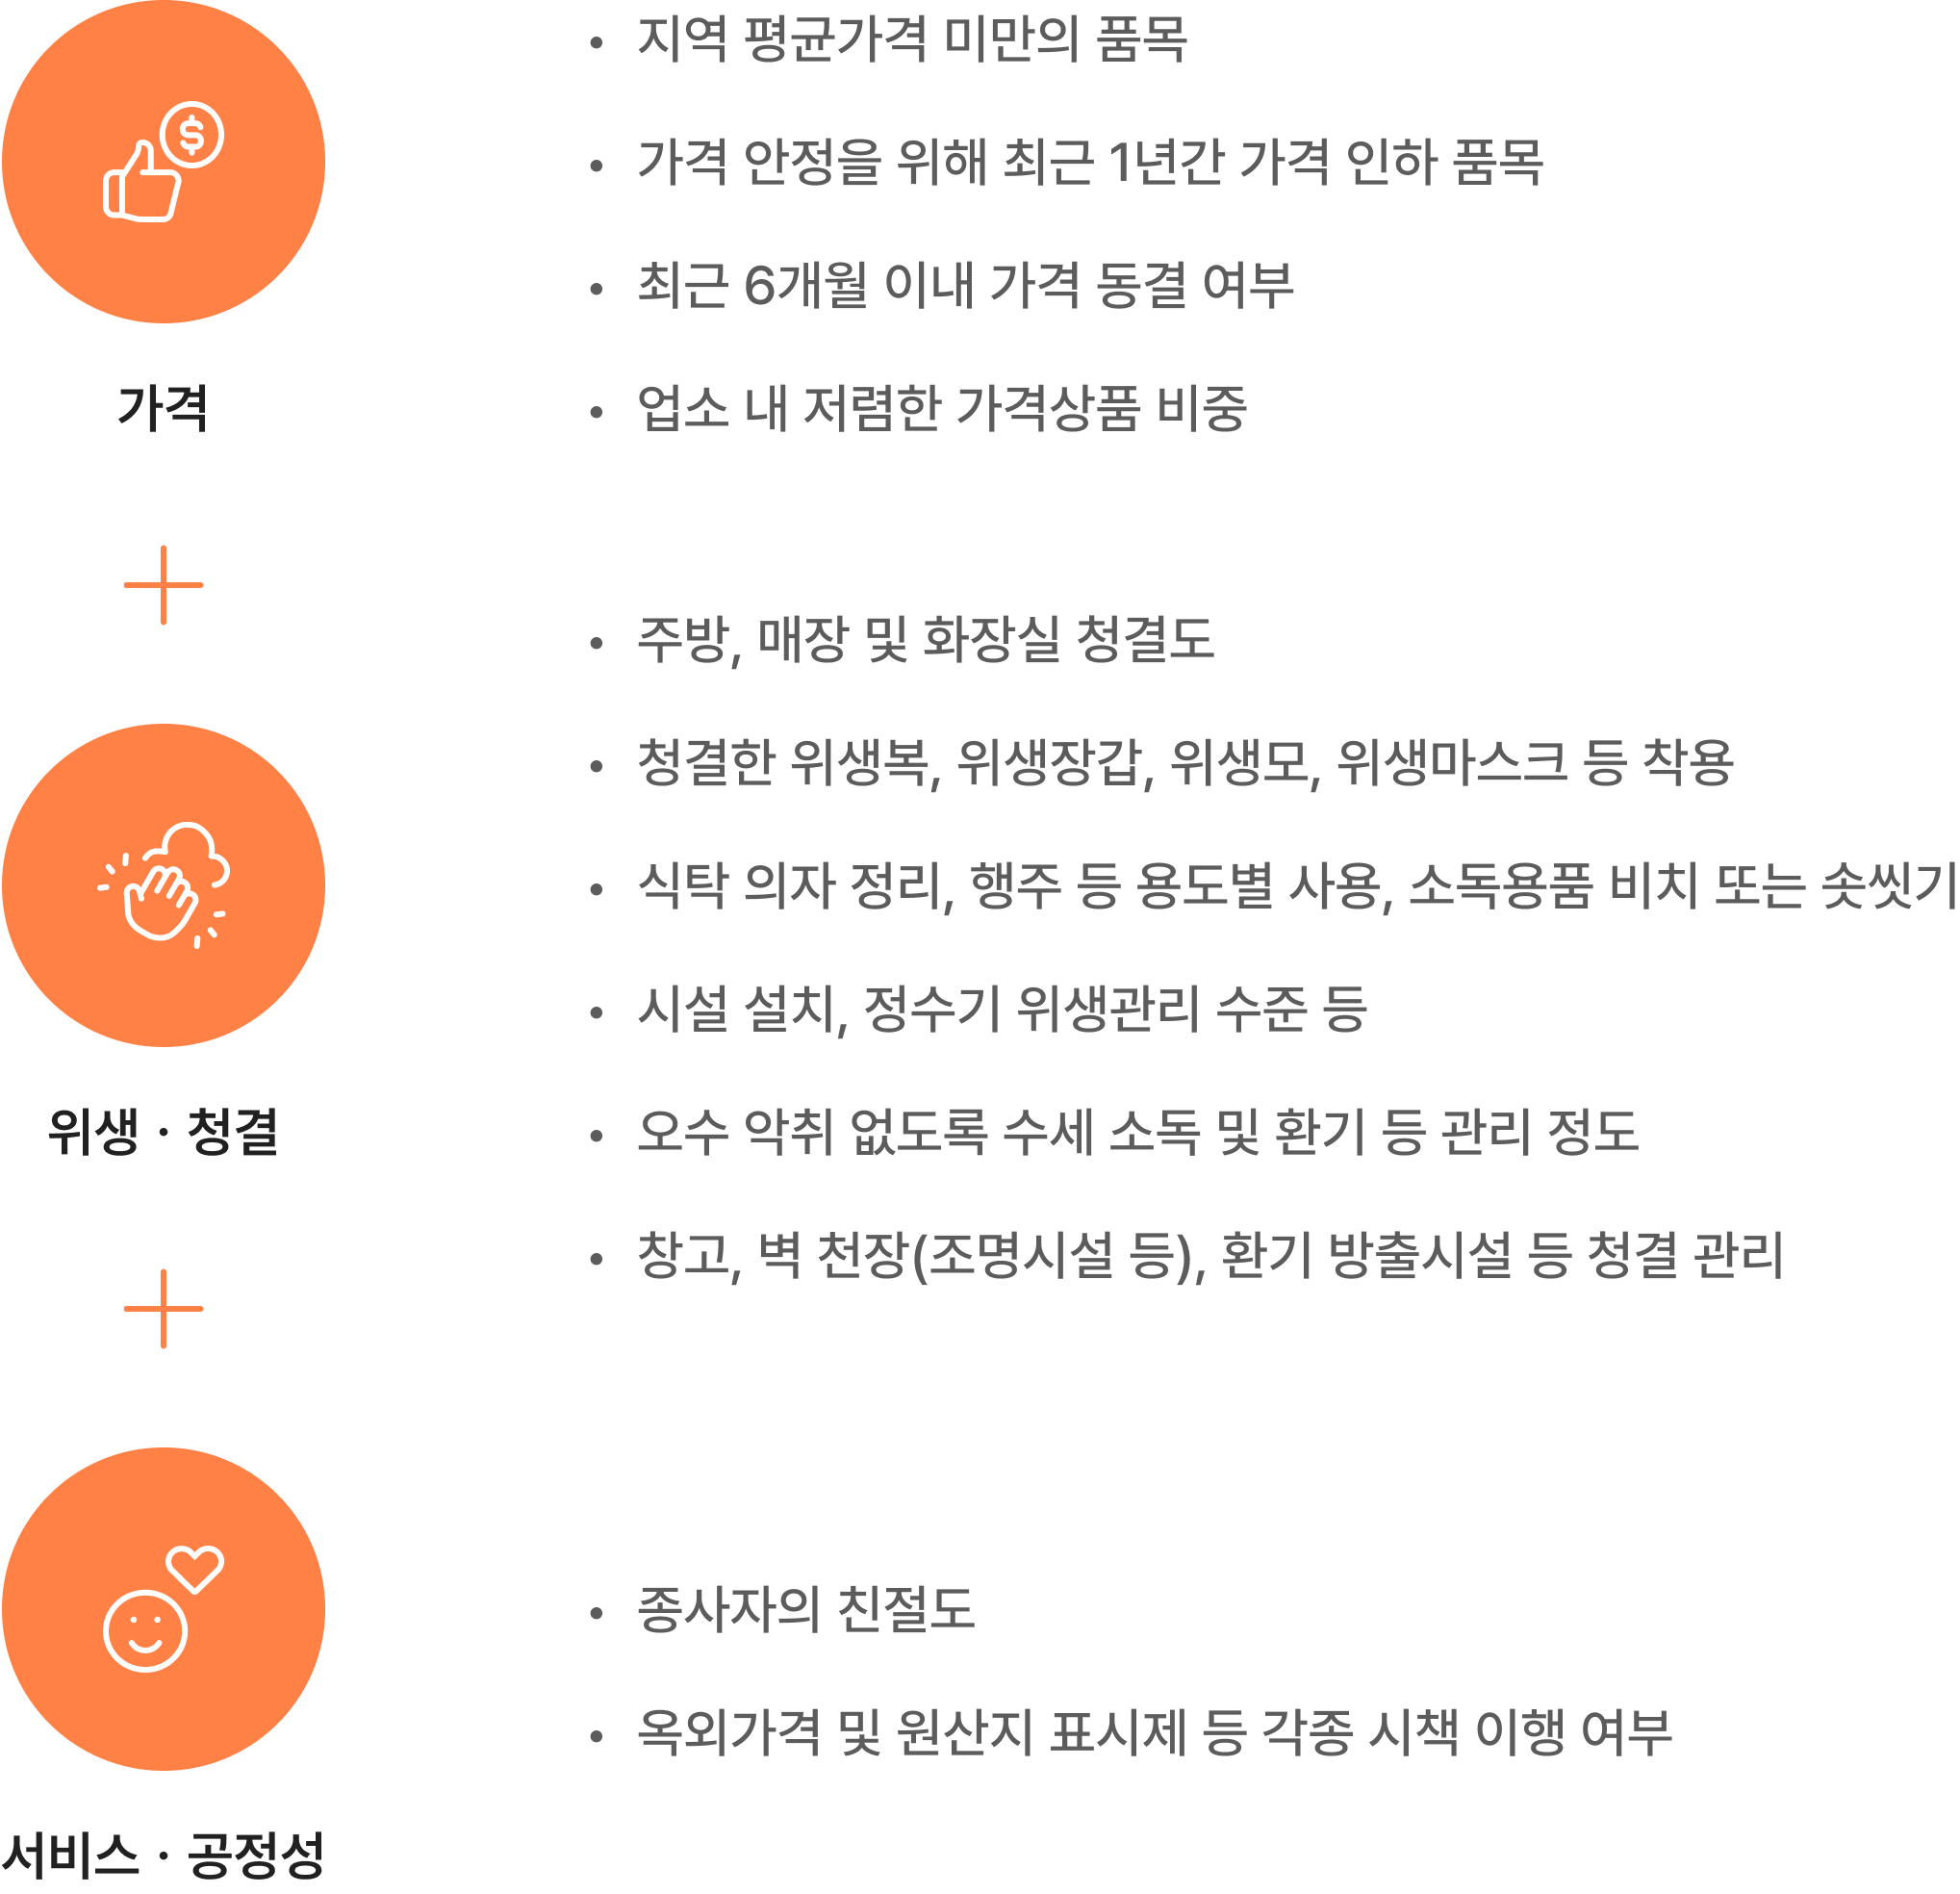 지역 평균가격 미만의 품목
가격 안정을 위해 최근 1년간 가격 인하 품목
최근 6개월 이내 가격 동결 여부
업소 내 저렴한 가격상품 비중
가격
주방, 매장 및 화장실 청결도
청결한 위생복, 위생장갑, 위생모, 위생마스크 등 착용
식탁 의자 정리, 행주 등 용도별 사용, 소독용품 비치 또는 손씻기
시설 설치, 정수기 위생관리 수준 등
오수 악취 없도록 수세 소독 및 환기 등 관리 정도
창고, 벽 천장(조명시설 등), 환기 방출시설 등 청결 관리
위생 · 청결
종사자의 친절도
옥외가격 및 원산지 표시제 등 각종 시책 이행 여부
서비스 · 공정성